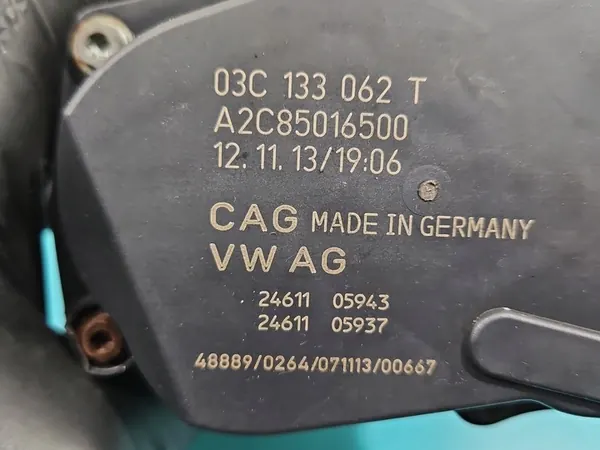 03C 133 062 T
A2C85016500
12.11.13/19:06
CAG MADE IN GERMANY
VW AG
24611 05943
24611 05937
48889/0264/071113/00667